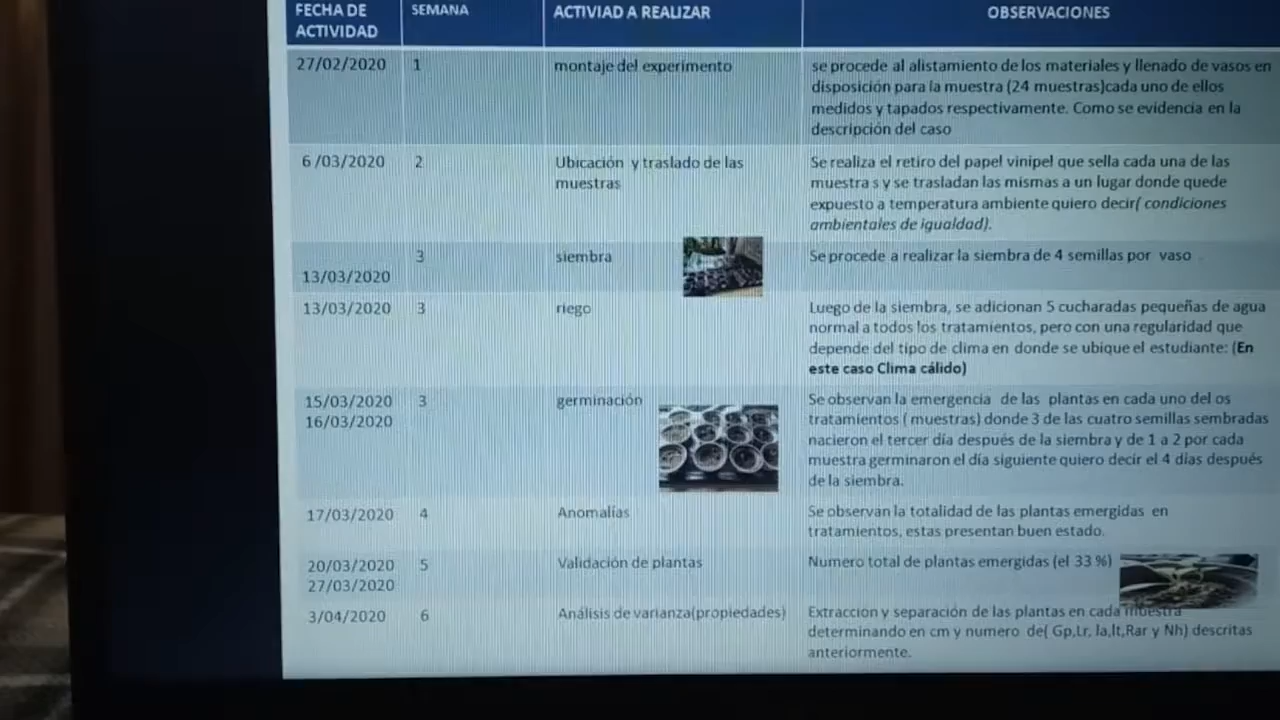 FECHA DE
ACTIVIDAD
SEMANA
ACTIVIAD A REALIZAR
OBSERVACIONES
27/02/2020
1
montaje del experimento
se procede al alistamiento de los materiales y llenado de vasos en
disposición para la muestra (24 muestras)cada uno de ellos
medidos y tapados respectivamente. Como se evidencia en la
descripción del caso
6 /03/2020
2
Ubicación y traslado de las
muestras
Se realiza el retiro del papel vinipel que sella cada una de las
muestra s y se trasladan las mismas a un lugar donde quede
expuesto a temperatura ambiente quiero decir( condiciones
ambientales de igualdad).
13/03/2020
3
siembra
Se procede a realizar la siembra de 4 semillas por vaso
13/03/2020
3
riego
Luego de la siembra, se adicionan 5 cucharadas pequeñas de agua
normal a todos los tratamientos, pero con una regularidad que
depende del tipo de clima en donde se ubique el estudiante: (En
este caso Clima cálido)
15/03/2020
16/03/2020
3
germinación
Se observan la emergencia de las plantas en cada uno del os
tratamientos ( muestras) donde 3 de las cuatro semillas sembradas
nacieron el tercer día después de la siembra y de 1 a 2 por cada
muestra germinaron el día siguiente quiero decir el 4 días después
de la siembra.
17/03/2020
4
Anomalías
Se observan la totalidad de las plantas emergidas en
tratamientos, estas presentan buen estado.
20/03/2020
27/03/2020
5
Validación de plantas
Numero total de plantas emergidas (el 33 %)
3/04/2020
6
Análisis de varianza(propiedades)
Extracción y separación de las plantas en cada muestra
determinando en cm y numero de( Gp,Lr, la,lt,Rar y Nh) descritas
anteriormente.